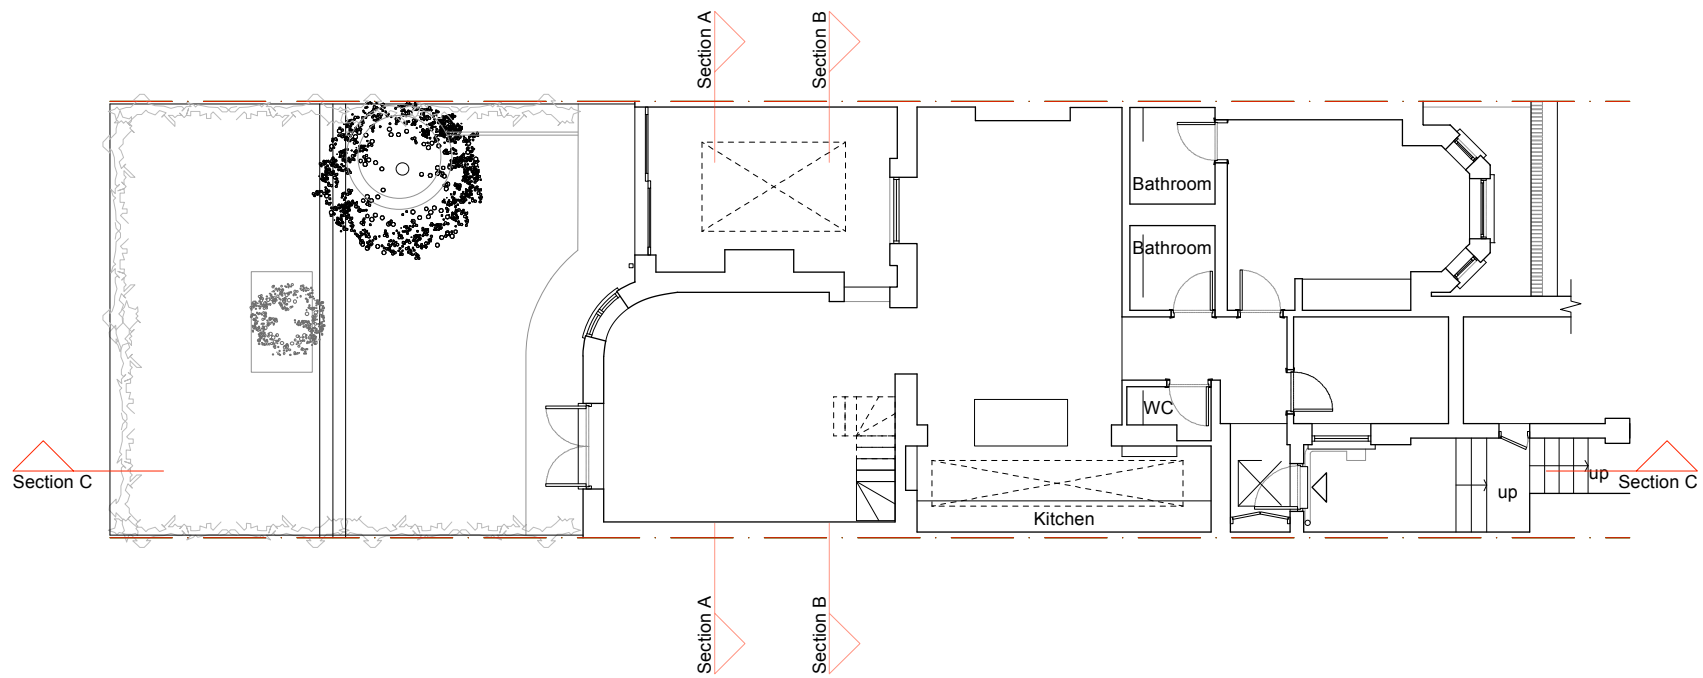 Section A
Section B
Bathroom
Bathroom
WC
Section C
up
up
Section C
Kitchen
Section A
Section B